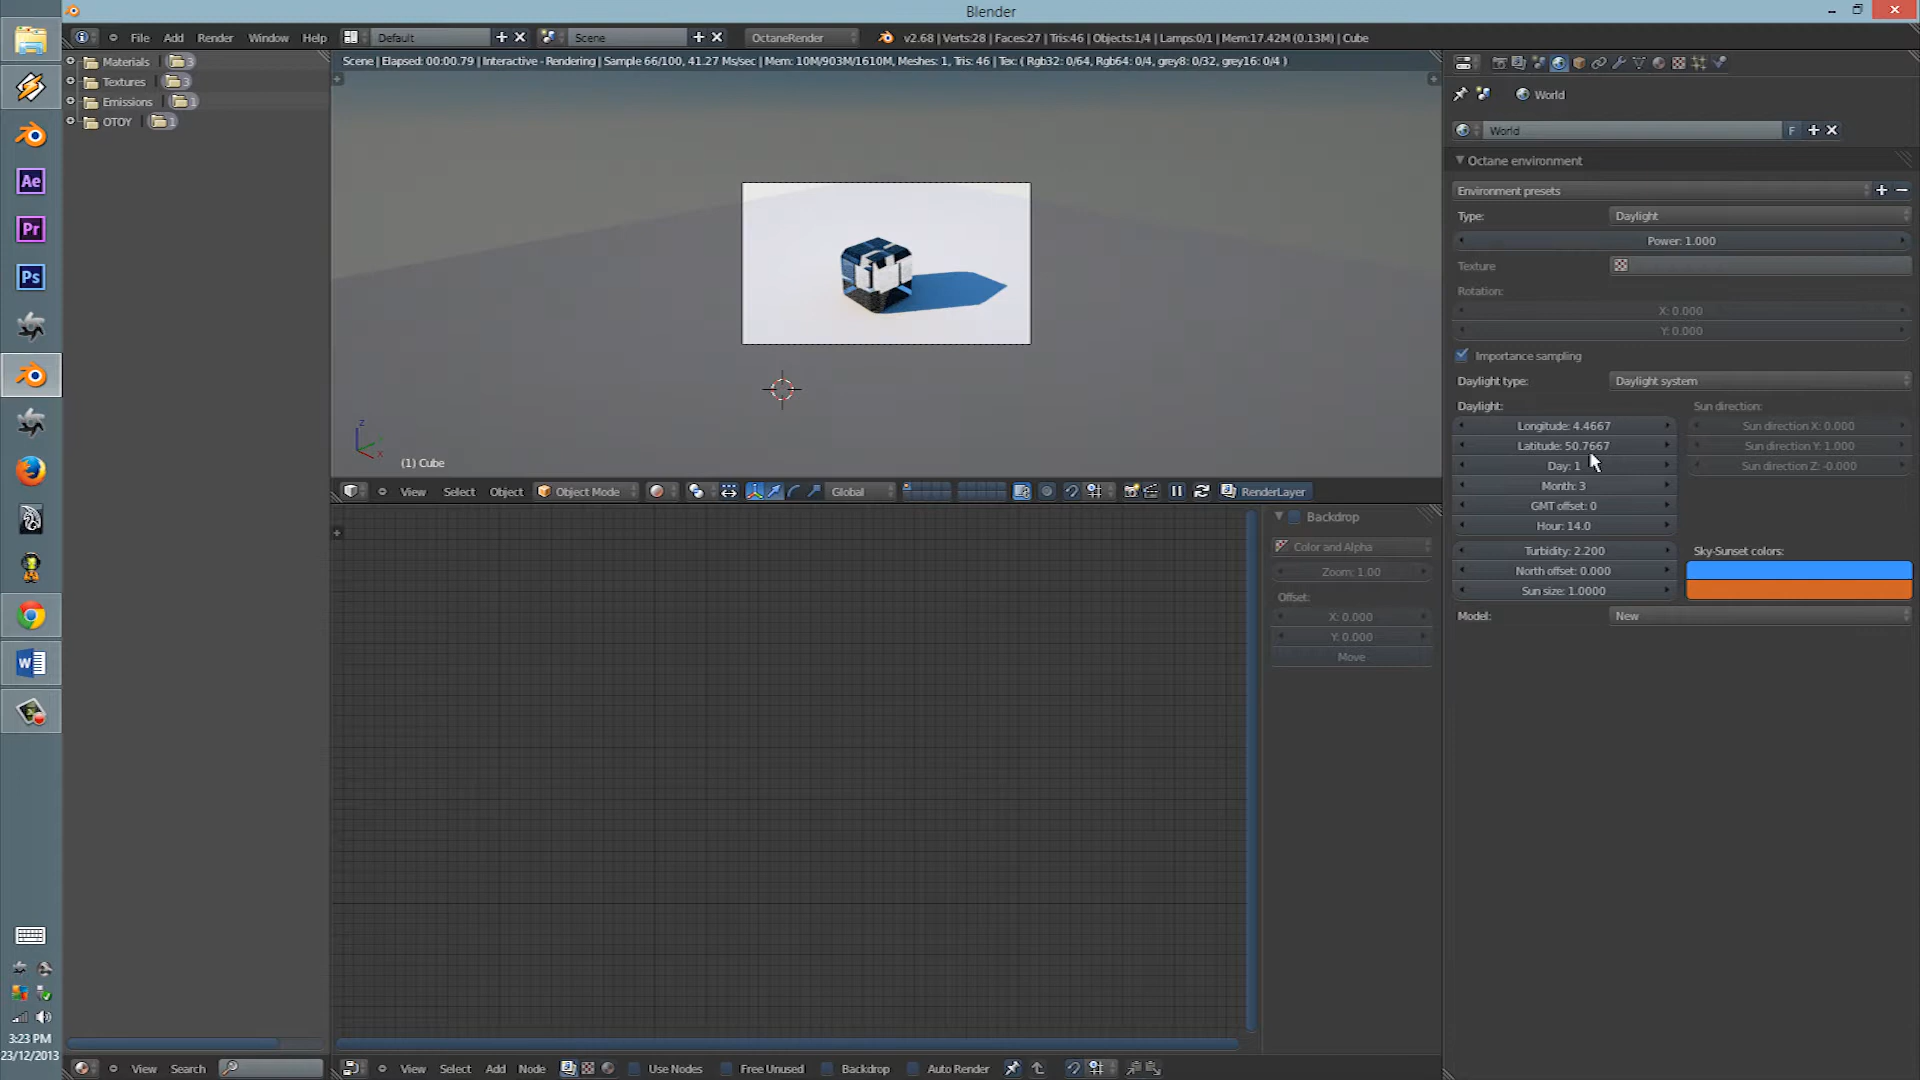 Blender
File Add Render Window Help Default Scene OctaneRender v2.68 | Verts:28 | Faces:27 | Tris:46 | Objects:1/4 | Lamps:0/1 | Mem:17.42M (0.13M) | Cube
Materials 3
Textures 3
Emissions 1
OTOY 1
Scene | Elapsed: 00:00.79 | Interactive - Rendering | Sample 66/100, 41.27 Ms/sec | Mem: 10M/903M/1610M, Meshes: 1, Tris: 46 | Tex: ( Rgb32: 0/64, Rgb64: 0/4, grey8: 0/32, grey16: 0/4 )
z
x
(1) Cube
View Select Object Object Mode Global RenderLayer
World
World F
Octane environment
Environment presets
Type: Daylight
Power: 1.000
Texture
Rotation:
X: 0.000
Y: 0.000
Importance sampling
Daylight type: Daylight system
Daylight: Sun direction:
Longitude: 4.4667 Sun direction X: 0.000
Latitude: 50.7667 Sun direction Y: 1.000
Day: 1 Sun direction Z: -0.000
Month: 3
GMT offset: 0
Hour: 14.0
Turbidity: 2.200 Sky-Sunset colors:
North offset: 0.000
Sun size: 1.0000
Model: New
Backdrop
Color and Alpha
Zoom: 1.00
Offset:
X: 0.000
Y: 0.000
Move
Ae
Pr
Ps
W
3:23 PM
23/12/2013
View Search
View Select Add Node Use Nodes Free Unused Backdrop Auto Render